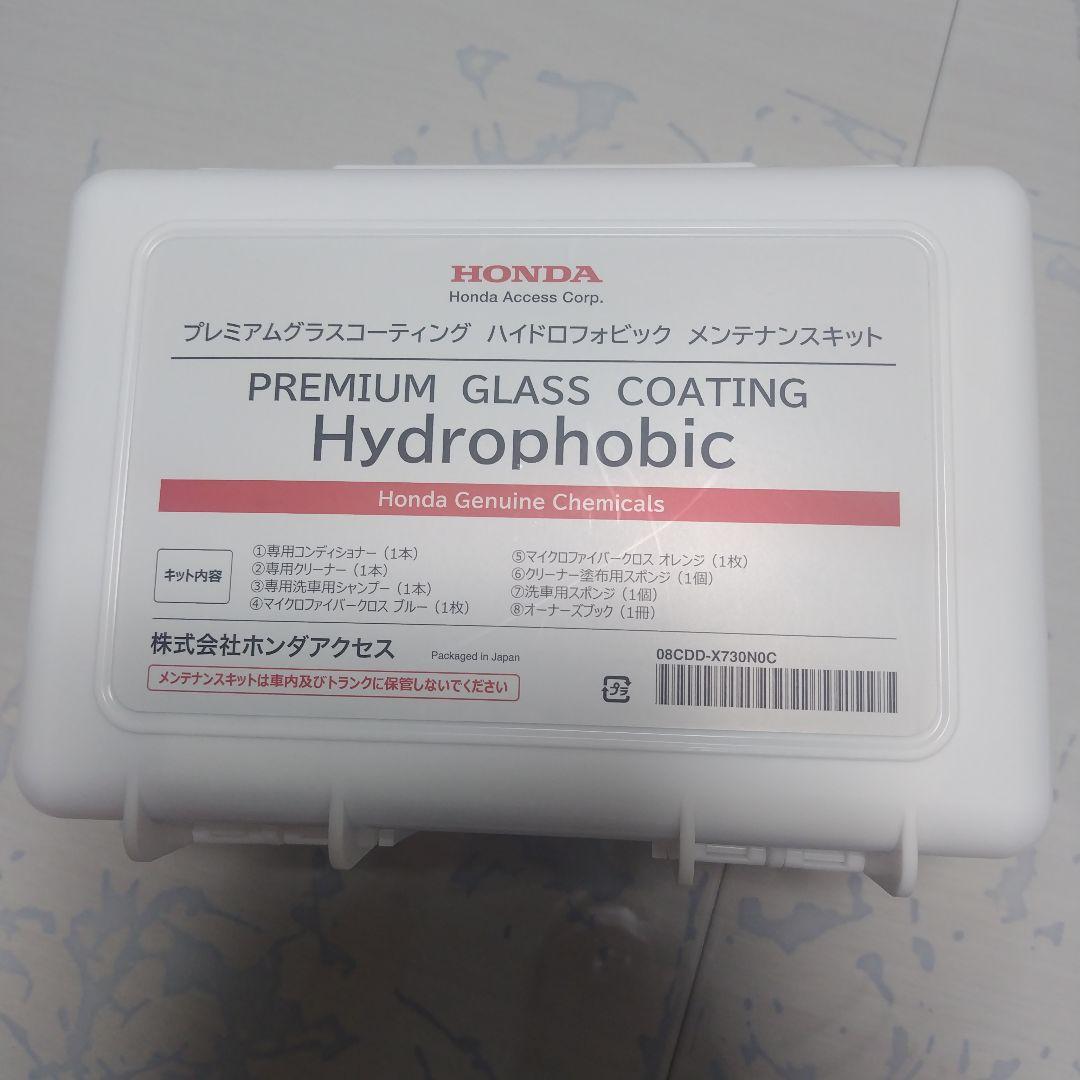 HONDA
Honda Access Corp.
プレミアムグラスコーティング ハイドロフォビック メンテナンスキット
PREMIUM GLASS COATING
Hydrophobic
Honda Genuine Chemicals
キット内容
①専用コンディショナー（1本）
②専用クリーナー（1本）
③専用洗車用シャンプー（1本）
④マイクロファイバークロス ブルー（1枚）
⑤マイクロファイバークロス オレンジ（1枚）
⑥クリーナー塗布用スポンジ（1個）
⑦洗車用スポンジ（1個）
⑧オーナーズブック（1冊）
株式会社ホンダアクセス
Packaged in Japan
メンテナンスキットは車内及びトランクに保管しないでください
プラ
08CDD-X730N0C